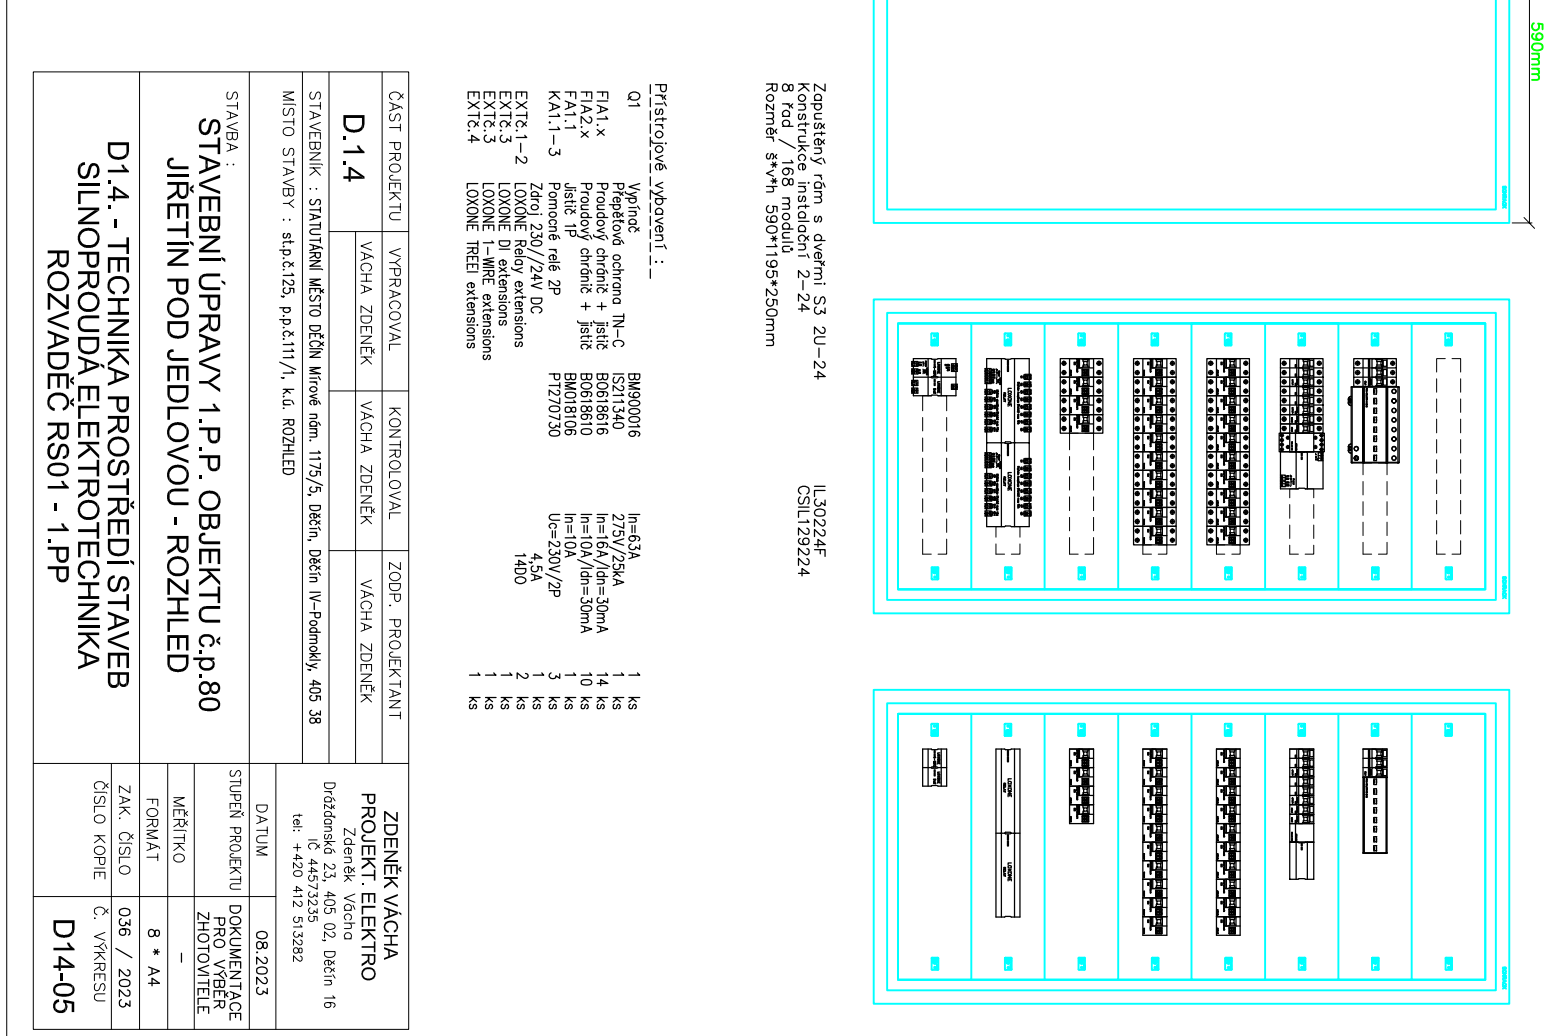 590mm
Zapuštěný rám s dveřmi S3 2U-24 IL30224F
Konstrukce instalační 2-24 CSIL129224
8 řad / 168 modulů
Rozměr š*v*h 590*1195*250mm
Přístrojové vybavení :
Q1 Vypínač BM900016 In=63A 1 ks
Přepěťová ochrana TN-C IS211340 275V/25kA 1 ks
FIA1.x Proudový chránič + jistič BO618616 In=16A/Idn=30mA 14 ks
FIA2.x Proudový chránič + jistič BO618610 In=10A/Idn=30mA 10 ks
FA1.1 Jistič 1P BM018106 In=10A 1 ks
KA1.1-3 Pomocné relé 2P PT270730 Uc=230V/2P 3 ks
Zdroj 230//24V DC 4,5A 1 ks
EXTč.1-2 LOXONE Relay extensions 14DO 2 ks
EXTč.3 LOXONE DI extensions 1 ks
EXTč.3 LOXONE 1-WIRE extensions 1 ks
EXTč.4 LOXONE TREEI extensions 1 ks
ČÁST PROJEKTU VYPRACOVAL KONTROLOVAL ZODP. PROJEKTANT
D.1.4 VÁCHA ZDENĚK VÁCHA ZDENĚK VÁCHA ZDENĚK
STAVEBNÍK : STATUTÁRNÍ MĚSTO DĚČÍN Mírové nám. 1175/5, Děčín, Děčín IV-Podmokly, 405 38
MÍSTO STAVBY : st.p.č.125, p.p.č.111/1, k.ú. ROZHLED
STAVBA :
STAVEBNÍ ÚPRAVY 1.P.P. OBJEKTU č.p.80
JIŘETÍN POD JEDLOVOU - ROZHLED
D1.4. - TECHNIKA PROSTŘEDÍ STAVEB
SILNOPROUDÁ ELEKTROTECHNIKA
ROZVADĚČ RS01 - 1.PP
ZDENĚK VÁCHA
PROJEKT. ELEKTRO
Zdeněk Vácha
Drážďanská 23, 405 02, Děčín 16
IČ 44573235
tel: +420 412 513282
DATUM 08.2023
STUPEŇ PROJEKTU DOKUMENTACE
PRO VÝBĚR
ZHOTOVITELE
MĚŘÍTKO -
FORMÁT 8 * A4
ZAK. ČÍSLO 036 / 2023
ČÍSLO KOPIE Č. VÝKRESU
D14-05